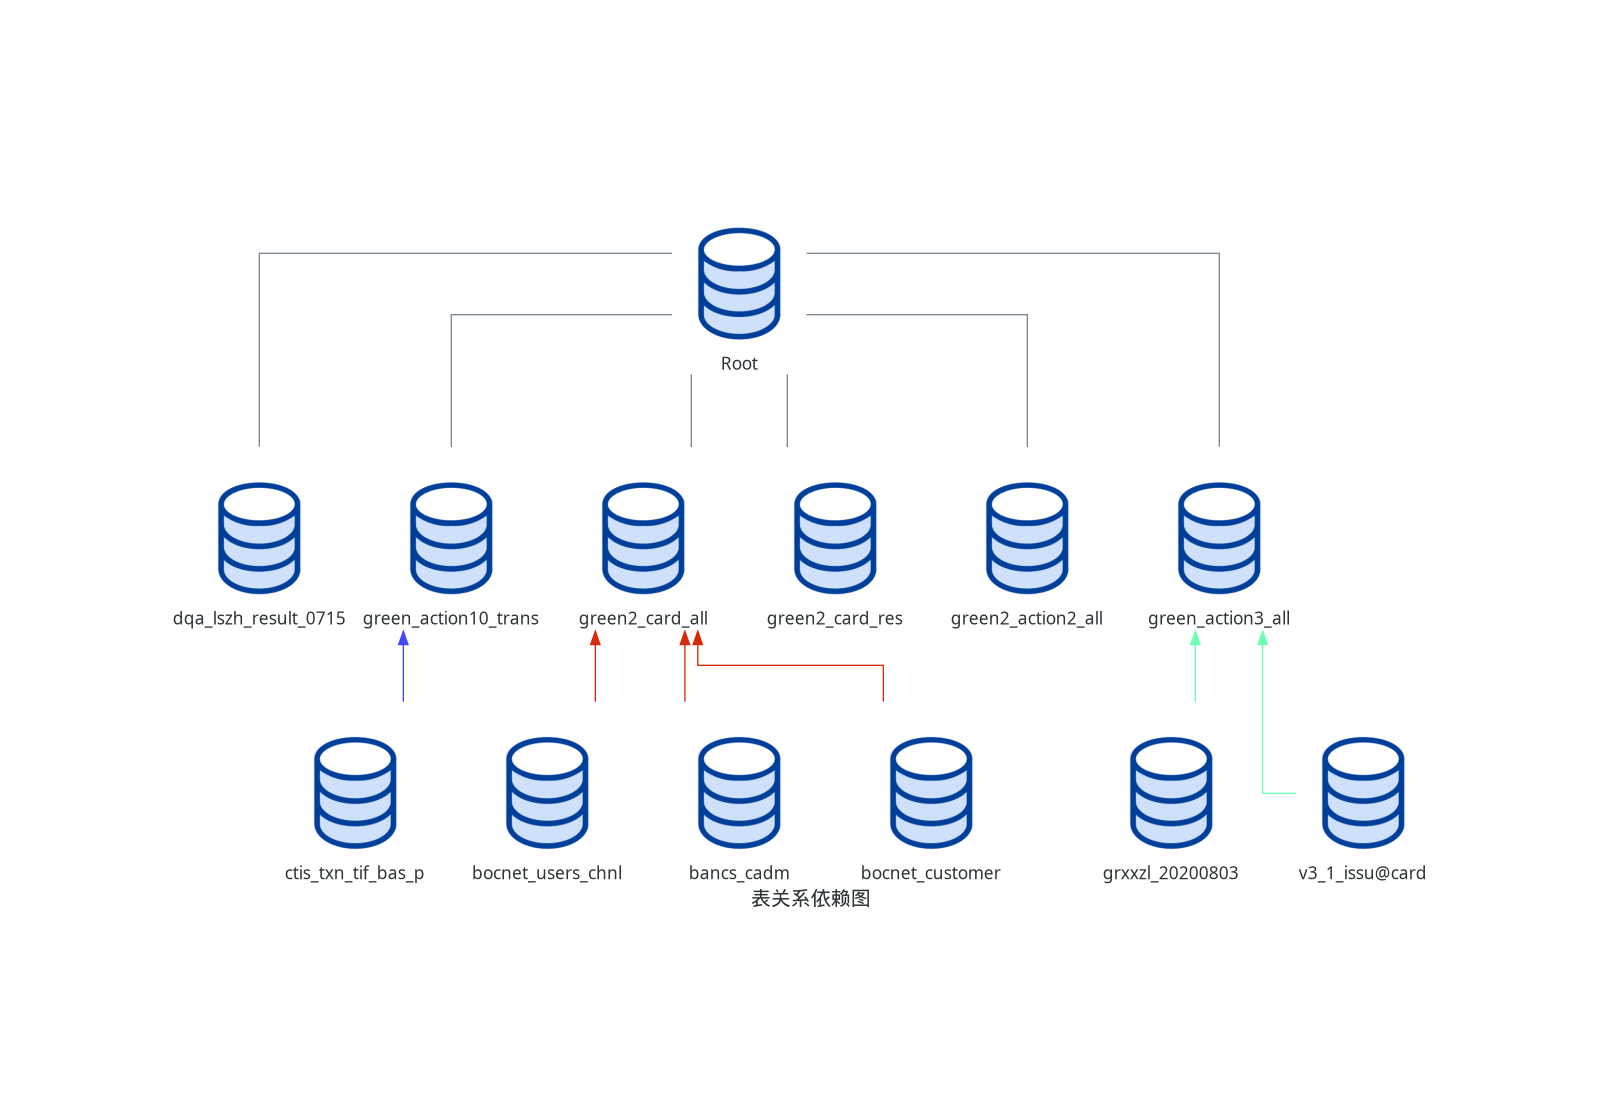 Root
dqa_lszh_result_0715 green_action10_trans green2_card_all green2_card_res green2_action2_all green_action3_all
ctis_txn_tif_bas_p bocnet_users_chnl bancs_cadm bocnet_customer grxxzl_20200803 v3_1_issu@card
表关系依赖图